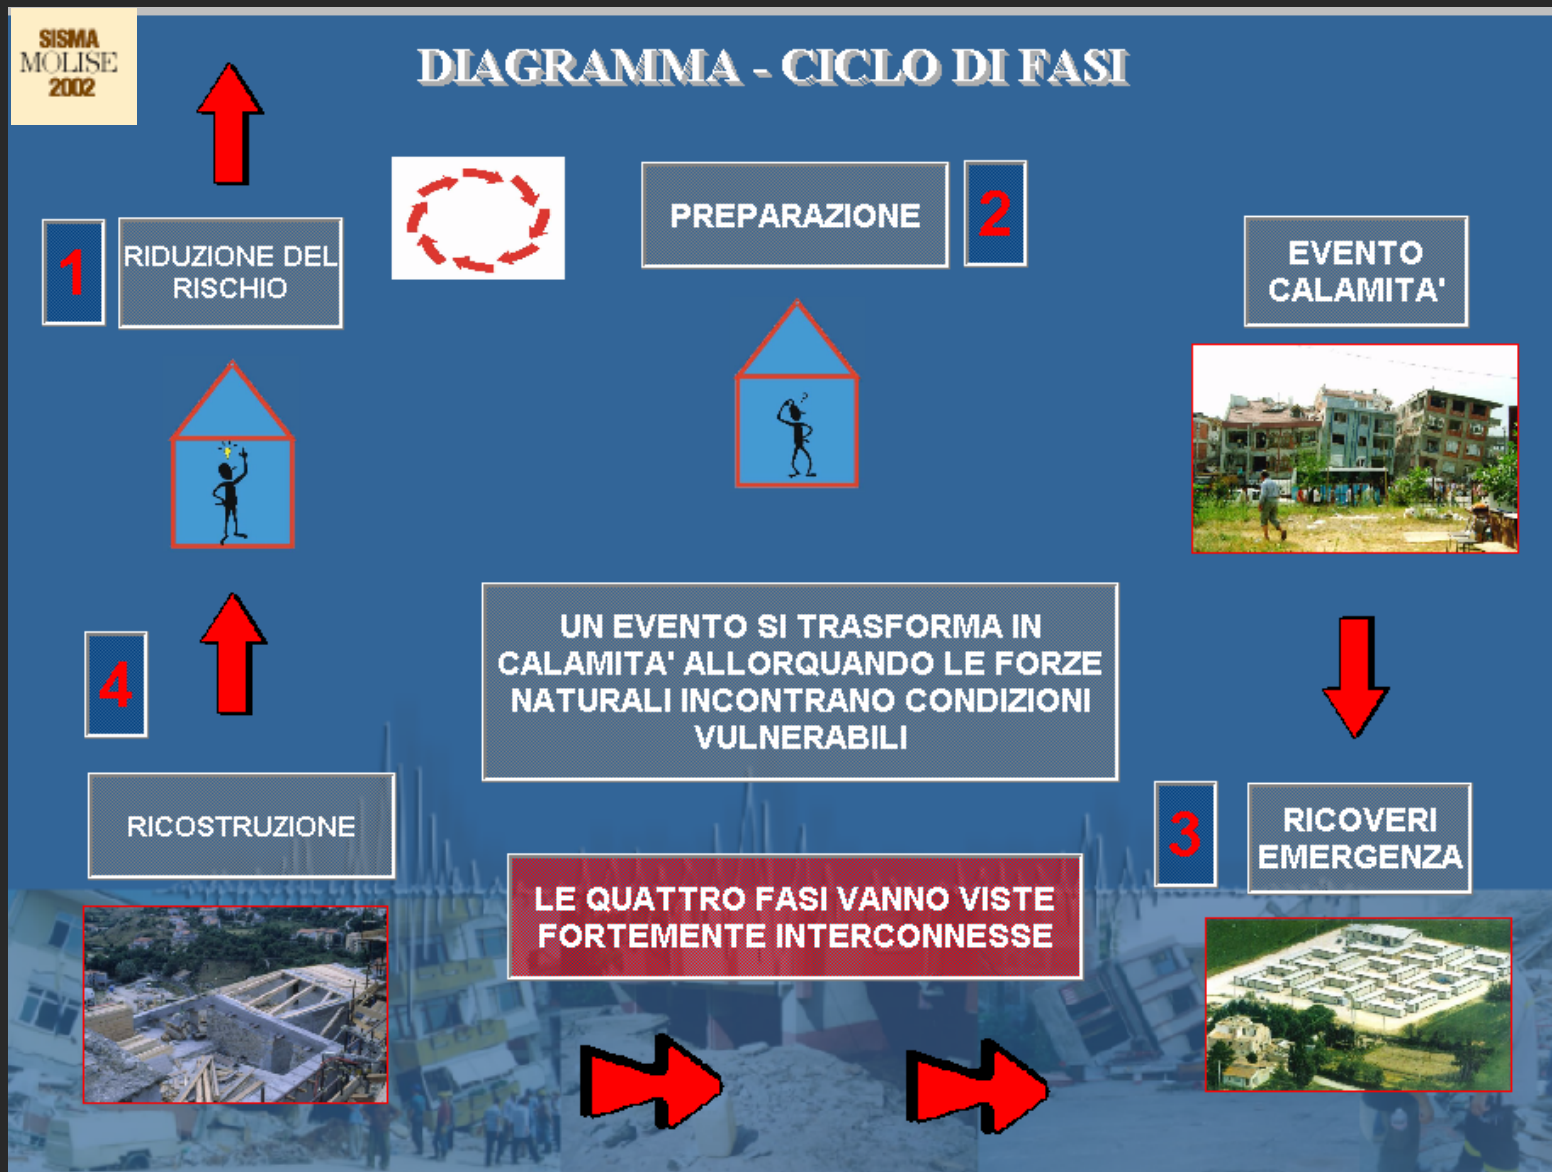 SISMA
MOLISE
2002
DIAGRAMMA - CICLO DI FASI
1
RIDUZIONE DEL
RISCHIO
PREPARAZIONE
2
EVENTO
CALAMITA'
UN EVENTO SI TRASFORMA IN
CALAMITA' ALLORQUANDO LE FORZE
NATURALI INCONTRANO CONDIZIONI
VULNERABILI
4
RICOSTRUZIONE
3
RICOVERI
EMERGENZA
LE QUATTRO FASI VANNO VISTE
FORTEMENTE INTERCONNESSE